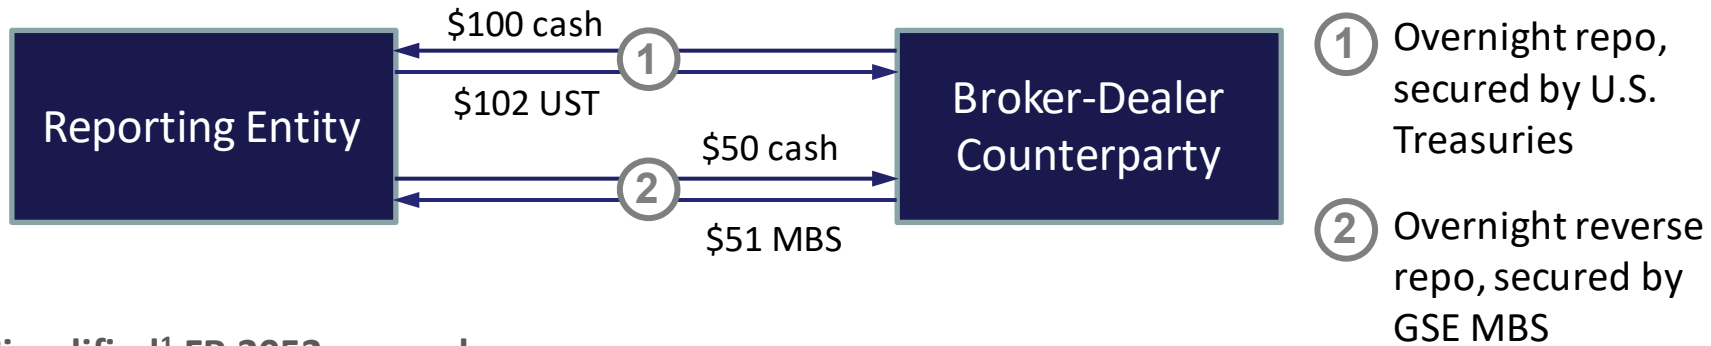 $100 cash
1
$102 UST
Reporting Entity
$50 cash
2
$51 MBS
Broker-Dealer
Counterparty
1
Overnight repo,
secured by U.S.
Treasuries
2
Overnight reverse
repo, secured by
GSE MBS